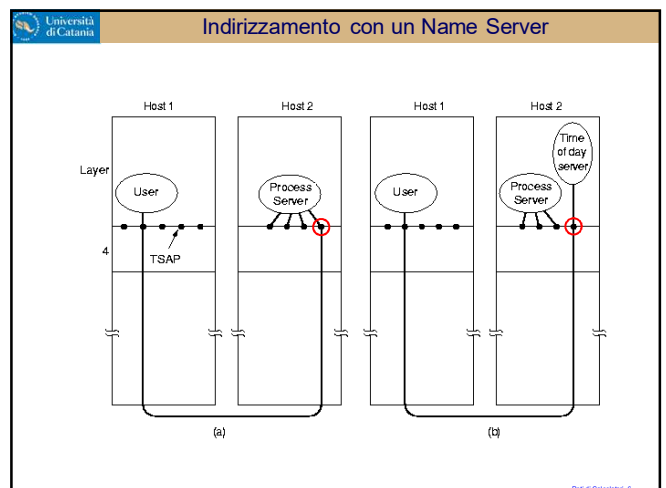 Università
di Catania
Indirizzamento con un Name Server
Host 1
Host 2
Host 1
Host 2
Layer
4
User
Process
Server
TSAP
User
Process
Server
Time
of day
server
(a)
(b)